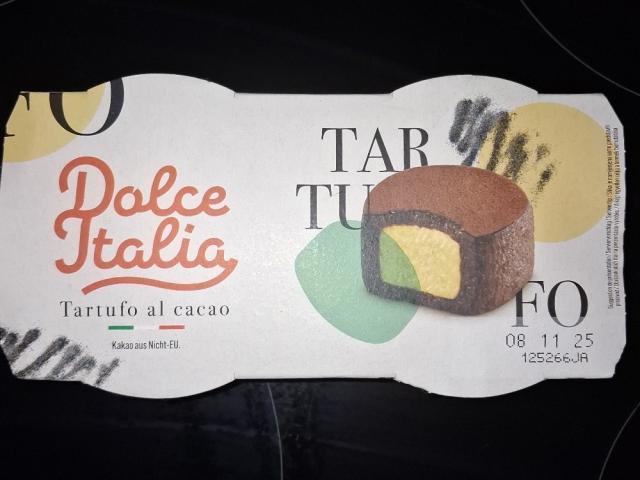 FO
Dolce
Italia
Tartufo al cacao
Kakao aus Nicht-EU.
TAR
TU
FO
08 11 25
125266JA